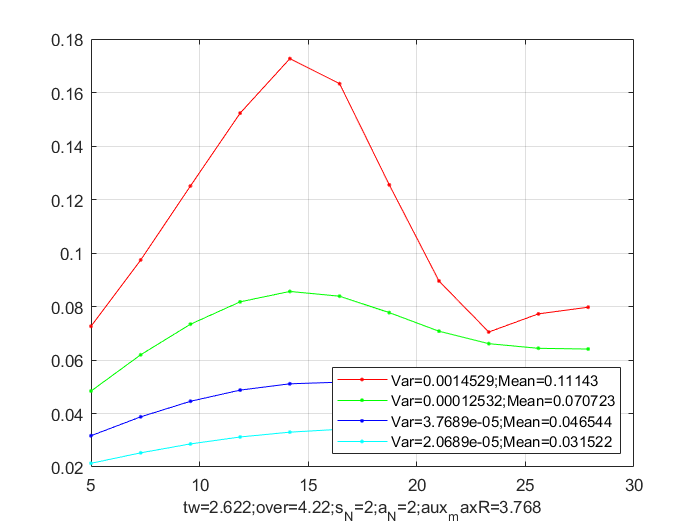 0.18
0.16
0.14
0.12
0.1
0.08
0.06
0.04
0.02
5 10 15 20 25 30
Var=0.0014529;Mean=0.11143
Var=0.00012532;Mean=0.070723
Var=3.7689e-05;Mean=0.046544
Var=2.0689e-05;Mean=0.031522
tw=2.622;over=4.22;s_N=2;a_N=2;aux_maxR=3.768